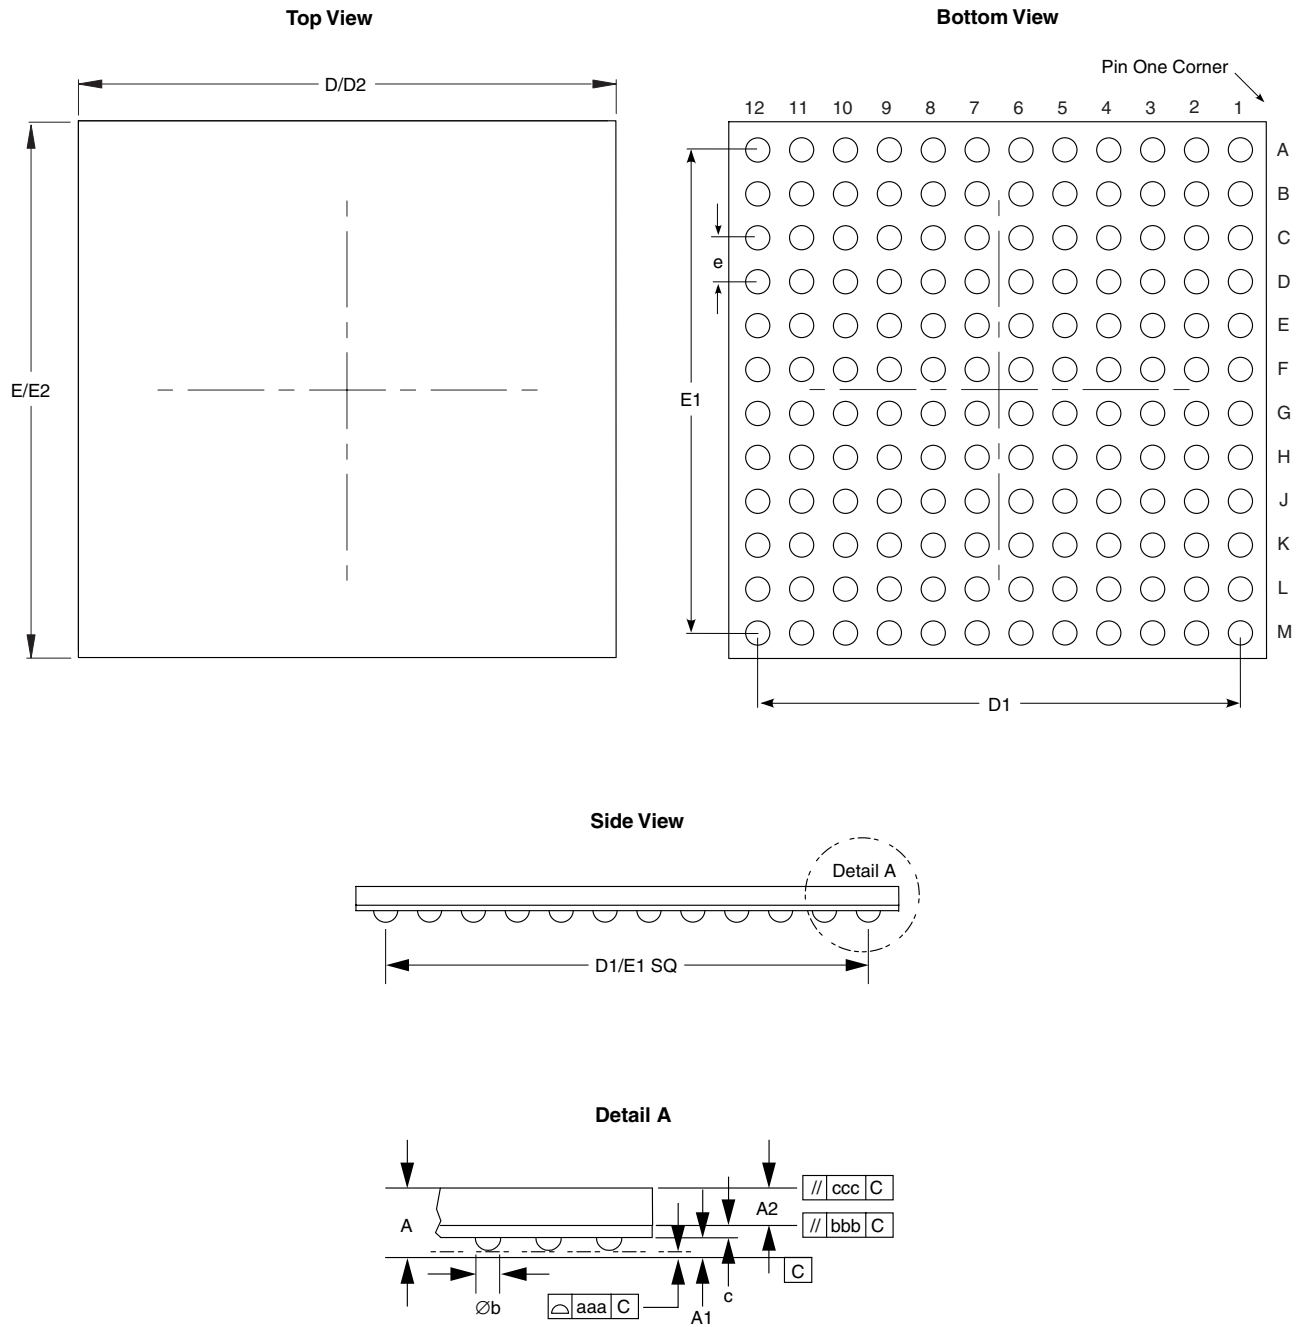 Top View
Bottom View
Pin One Corner
D/D2
12 11 10 9 8 7 6 5 4 3 2 1
A
B
C
e
D
E
E/E2
F
E1
G
H
J
K
L
M
D1
Side View
Detail A
D1/E1 SQ
Detail A
// ccc C
A
A2
// bbb C
C
Øb
⌓ aaa C
c
A1